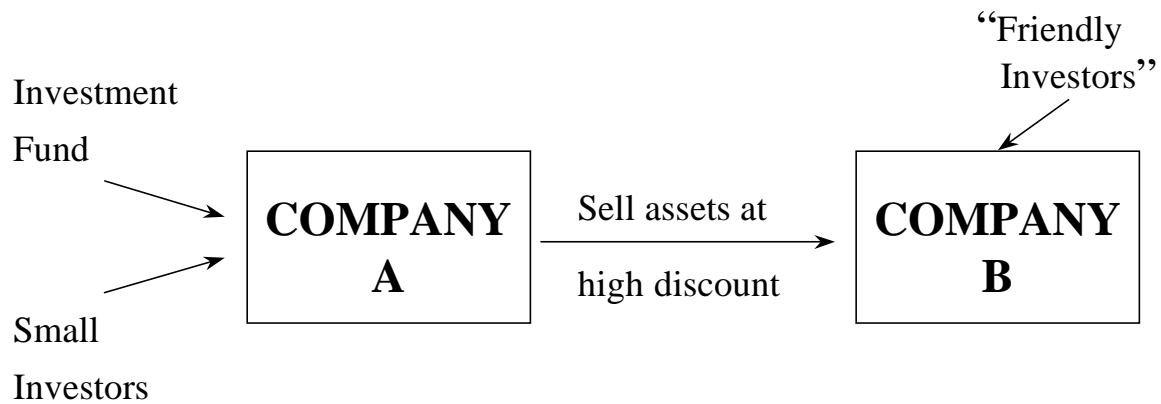 “Friendly
Investors”
Investment
Fund
COMPANY
A
Sell assets at
high discount
COMPANY
B
Small
Investors